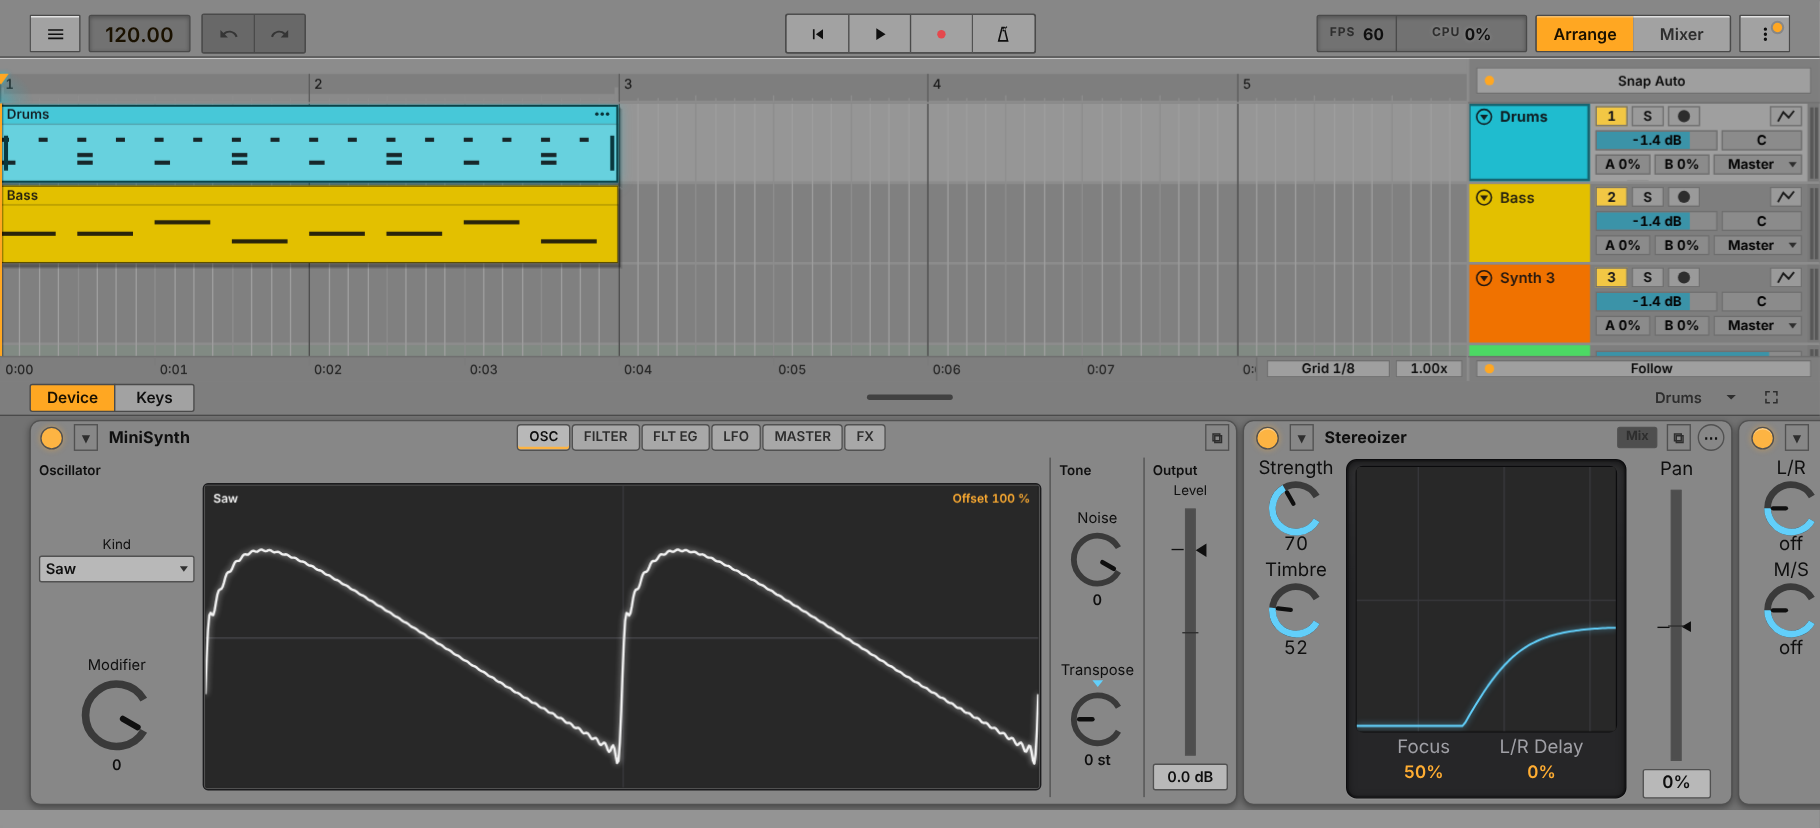 120.00
FPS 60
CPU 0%
Arrange
Mixer
1 2 3 4 5
Snap Auto
Drums
Drums
1 S
-1.4 dB C
A 0% B 0% Master
Bass
Bass
2 S
-1.4 dB C
A 0% B 0% Master
Synth 3
3 S
-1.4 dB C
A 0% B 0% Master
0:00 0:01 0:02 0:03 0:04 0:05 0:06 0:07
Grid 1/8
1.00x
Follow
Device
Keys
Drums
MiniSynth
OSC FILTER FLT EG LFO MASTER FX
Oscillator
Kind
Saw
Modifier
0
Saw
Offset 100 %
Tone
Noise
0
Transpose
0 st
Output
Level
0.0 dB
Stereoizer
Mix
Strength
70
Timbre
52
Focus
50%
L/R Delay
0%
Pan
0%
L/R
off
M/S
off